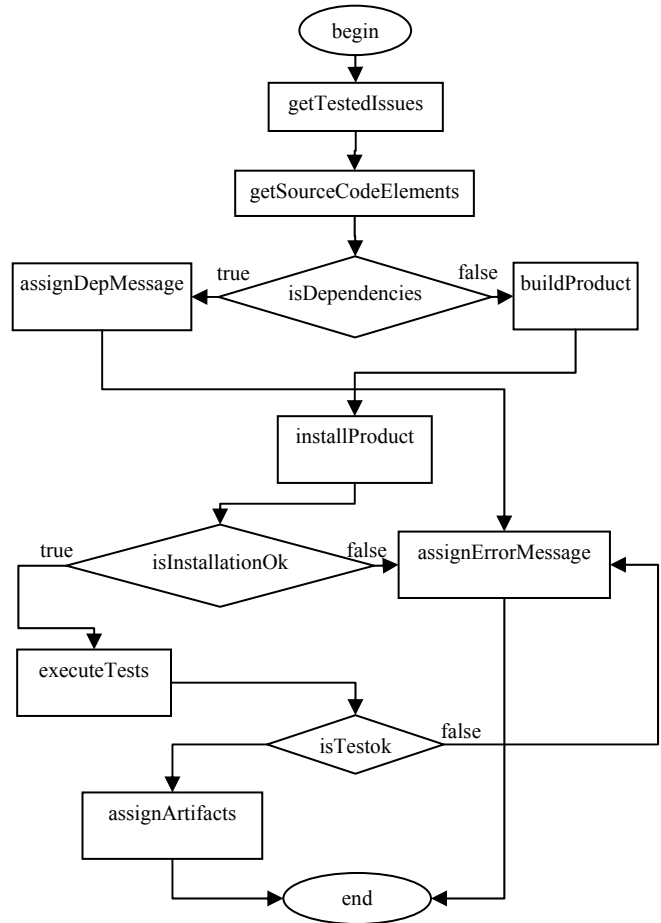 begin
getTestedIssues
getSourceCodeElements
true
false
assignDepMessage
isDependencies
buildProduct
installProduct
true
isInstallationOk
false
assignErrorMessage
executeTests
isTestok
false
assignArtifacts
end